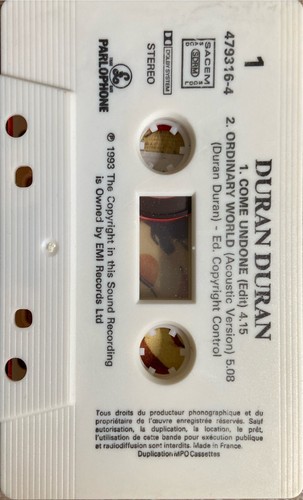 DURAN DURAN
1. COME UNDONE (Edit) 4.15
2. ORDINARY WORLD (Acoustic Version) 5.08
(Duran Duran) - Ed. Copyright Control
1
479316-4
SACEM
SDRM
DOLBY SYSTEM
STEREO
PARLOPHONE
℗ 1993 The Copyright in this Sound Recording
is Owned by EMI Records Ltd
Tous droits du producteur phonographique et du
propriétaire de l'œuvre enregistrée réservés. Sauf
autorisation, la duplication, la location, le prêt,
l'utilisation de cette bande pour exécution publique
et radiodiffusion sont interdits. Made in France.
Duplication MPO Cassettes